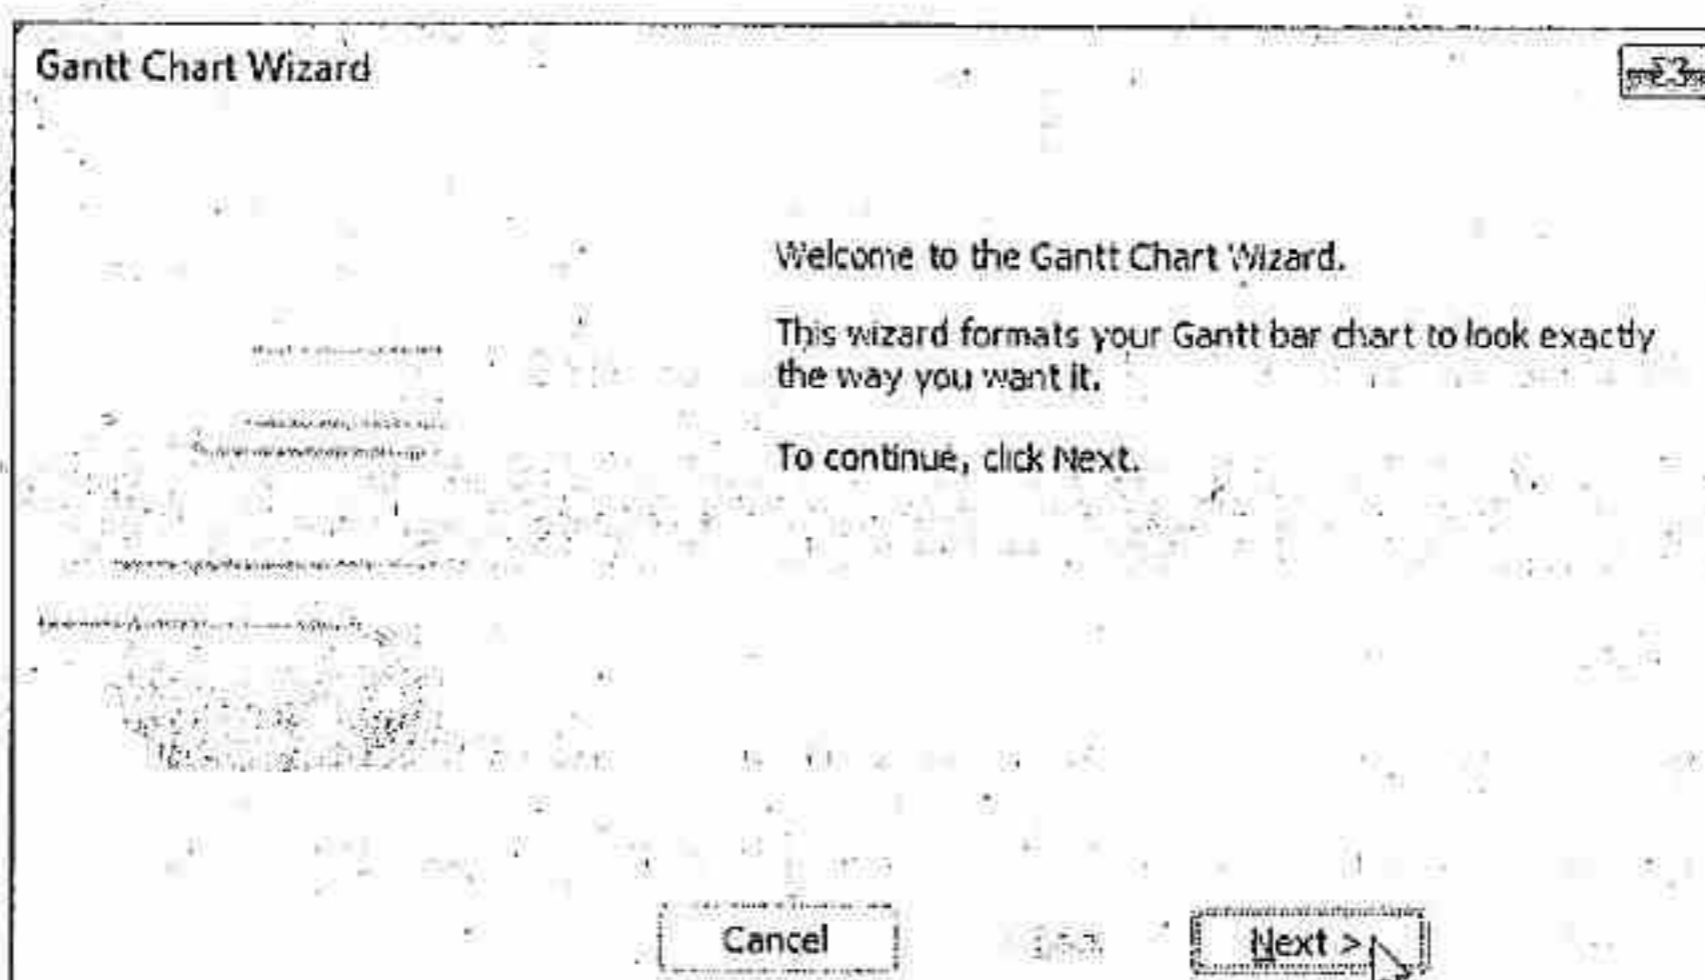 Gantt Chart Wizard
Welcome to the Gantt Chart Wizard.
This wizard formats your Gantt bar chart to look exactly
the way you want it.
To continue, click Next.
Cancel
Next >